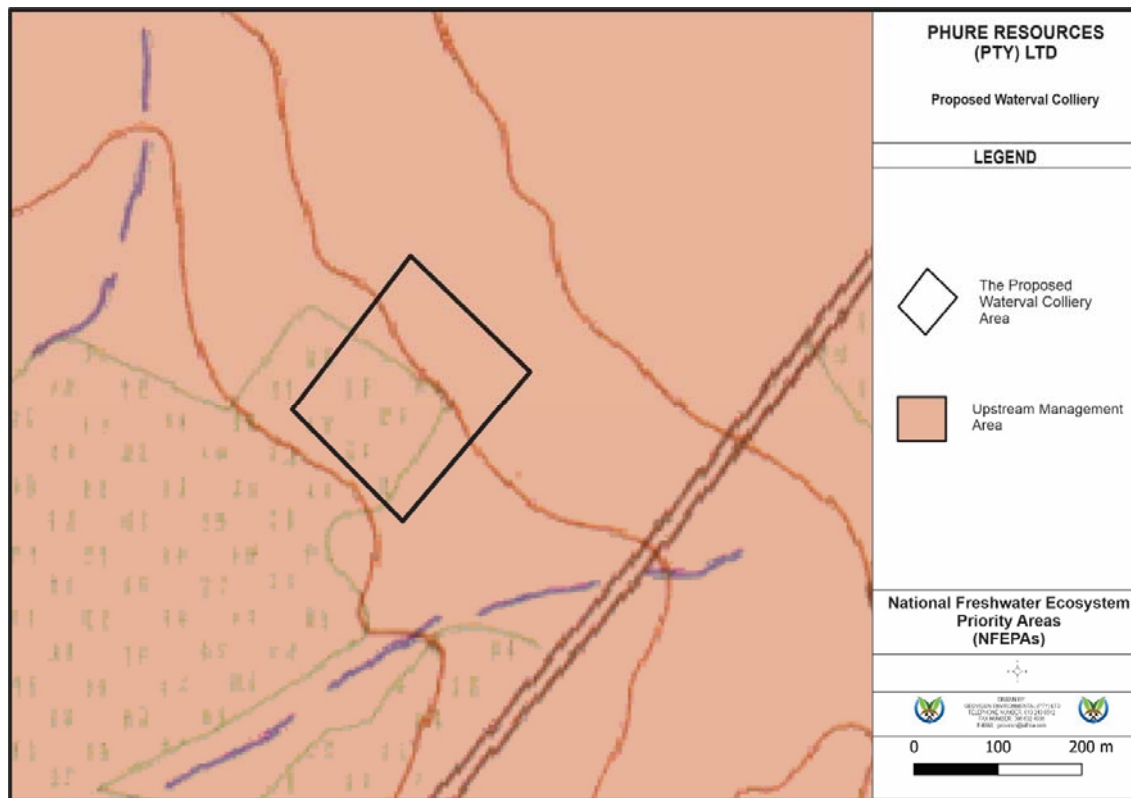 PHURE RESOURCES
(PTY) LTD
Proposed Waterval Colliery
LEGEND
The Proposed
Waterval Colliery
Area
Upstream Management
Area
National Freshwater Ecosystem
Priority Areas
(NFEPAs)
0 100 200 m